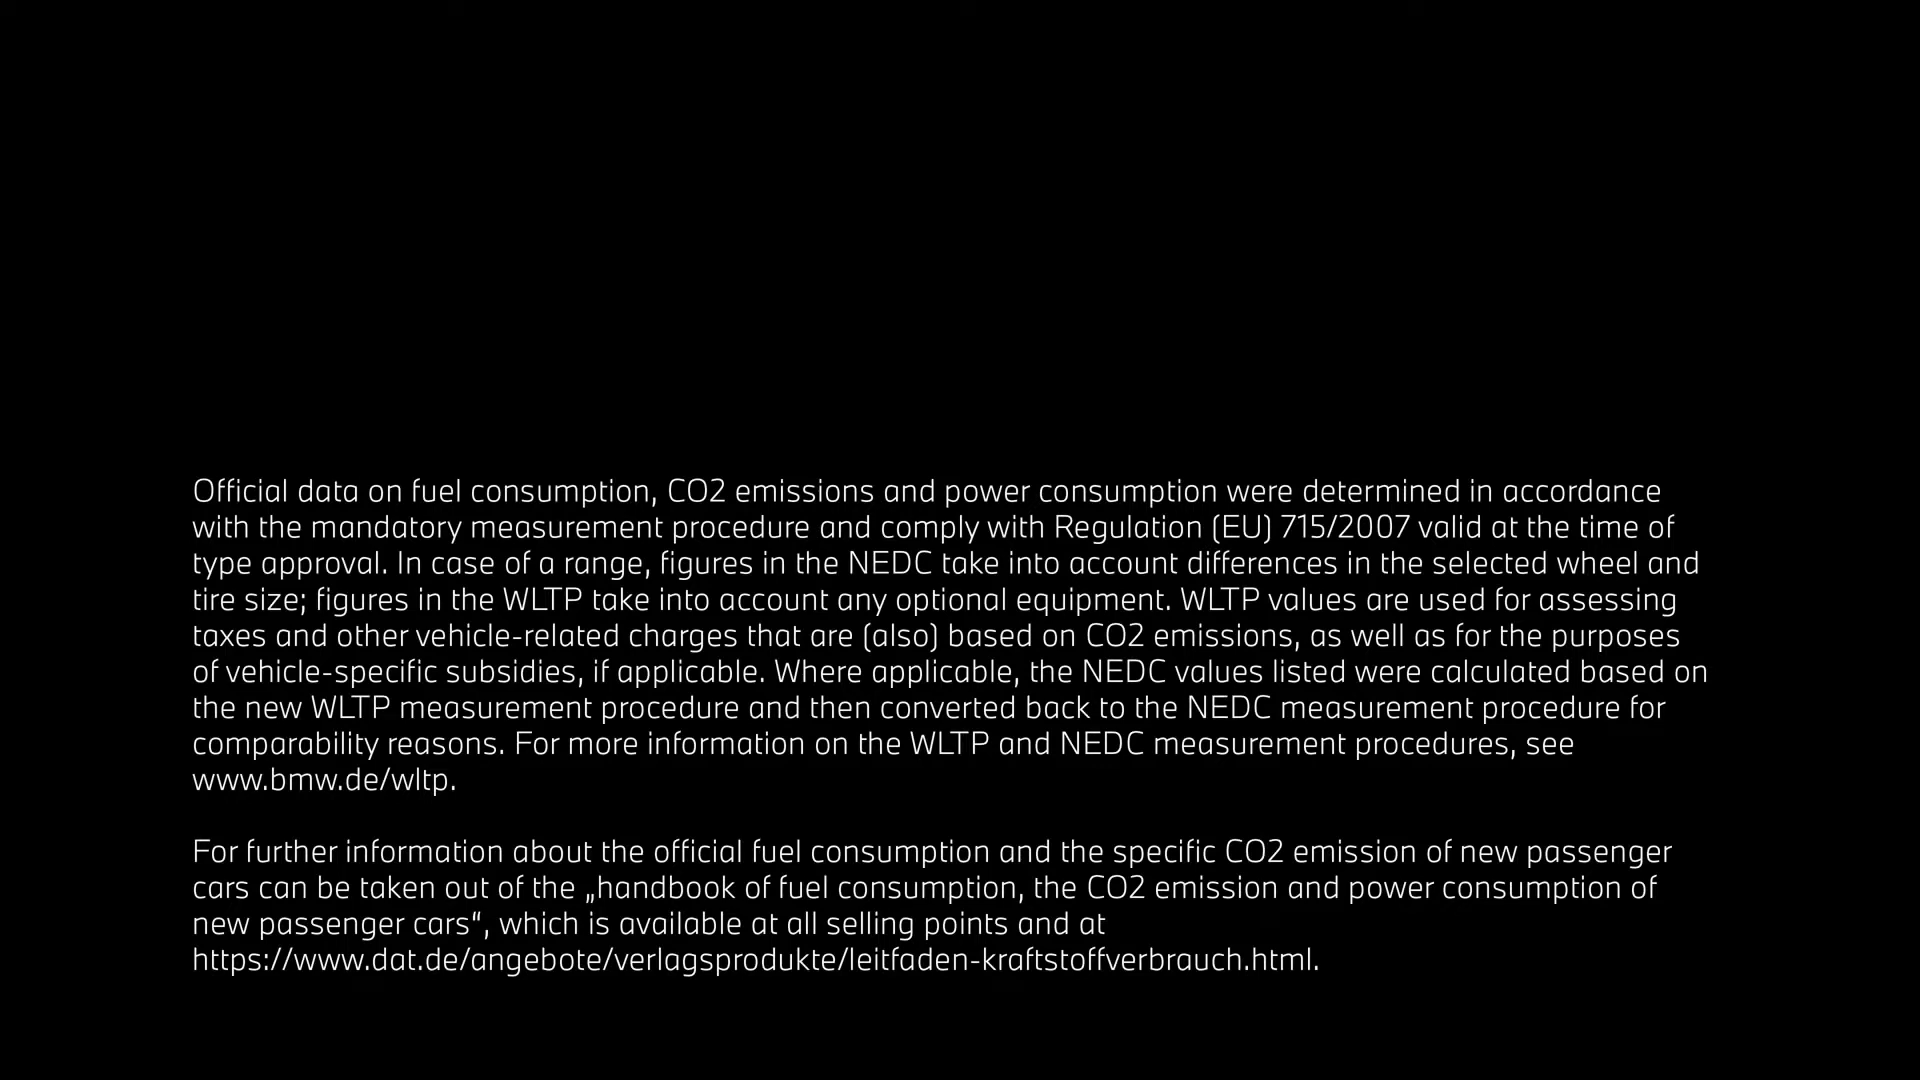 Official data on fuel consumption, CO2 emissions and power consumption were determined in accordance
with the mandatory measurement procedure and comply with Regulation (EU) 715/2007 valid at the time of
type approval. In case of a range, figures in the NEDC take into account differences in the selected wheel and
tire size; figures in the WLTP take into account any optional equipment. WLTP values are used for assessing
taxes and other vehicle-related charges that are (also) based on CO2 emissions, as well as for the purposes
of vehicle-specific subsidies, if applicable. Where applicable, the NEDC values listed were calculated based on
the new WLTP measurement procedure and then converted back to the NEDC measurement procedure for
comparability reasons. For more information on the WLTP and NEDC measurement procedures, see
www.bmw.de/wltp.
For further information about the official fuel consumption and the specific CO2 emission of new passenger
cars can be taken out of the „handbook of fuel consumption, the CO2 emission and power consumption of
new passenger cars“, which is available at all selling points and at
https://www.dat.de/angebote/verlagsprodukte/leitfaden-kraftstoffverbrauch.html.